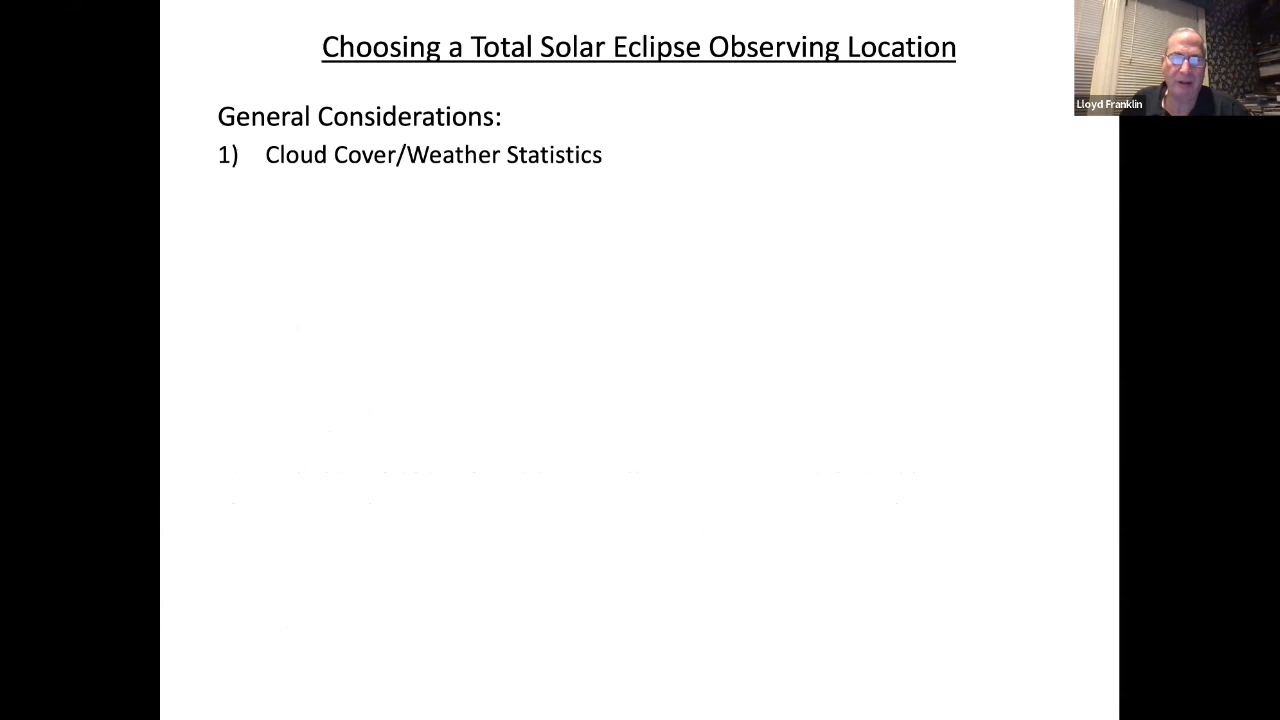 Choosing a Total Solar Eclipse Observing Location
Lloyd Franklin
General Considerations:
1) Cloud Cover/Weather Statistics